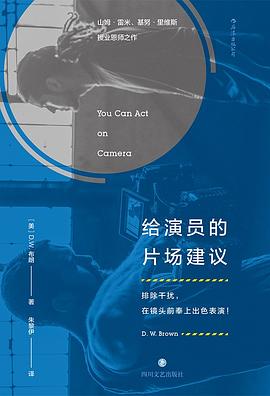 山姆·雷米、基努·里维斯
授业恩师之作
You Can Act
on
Camera
[美] D.W. 布朗 著 朱黎伊 译
给演员的
片场建议
排除干扰，
在镜头前奉上出色表演！
D. W. Brown
四川文艺出版社